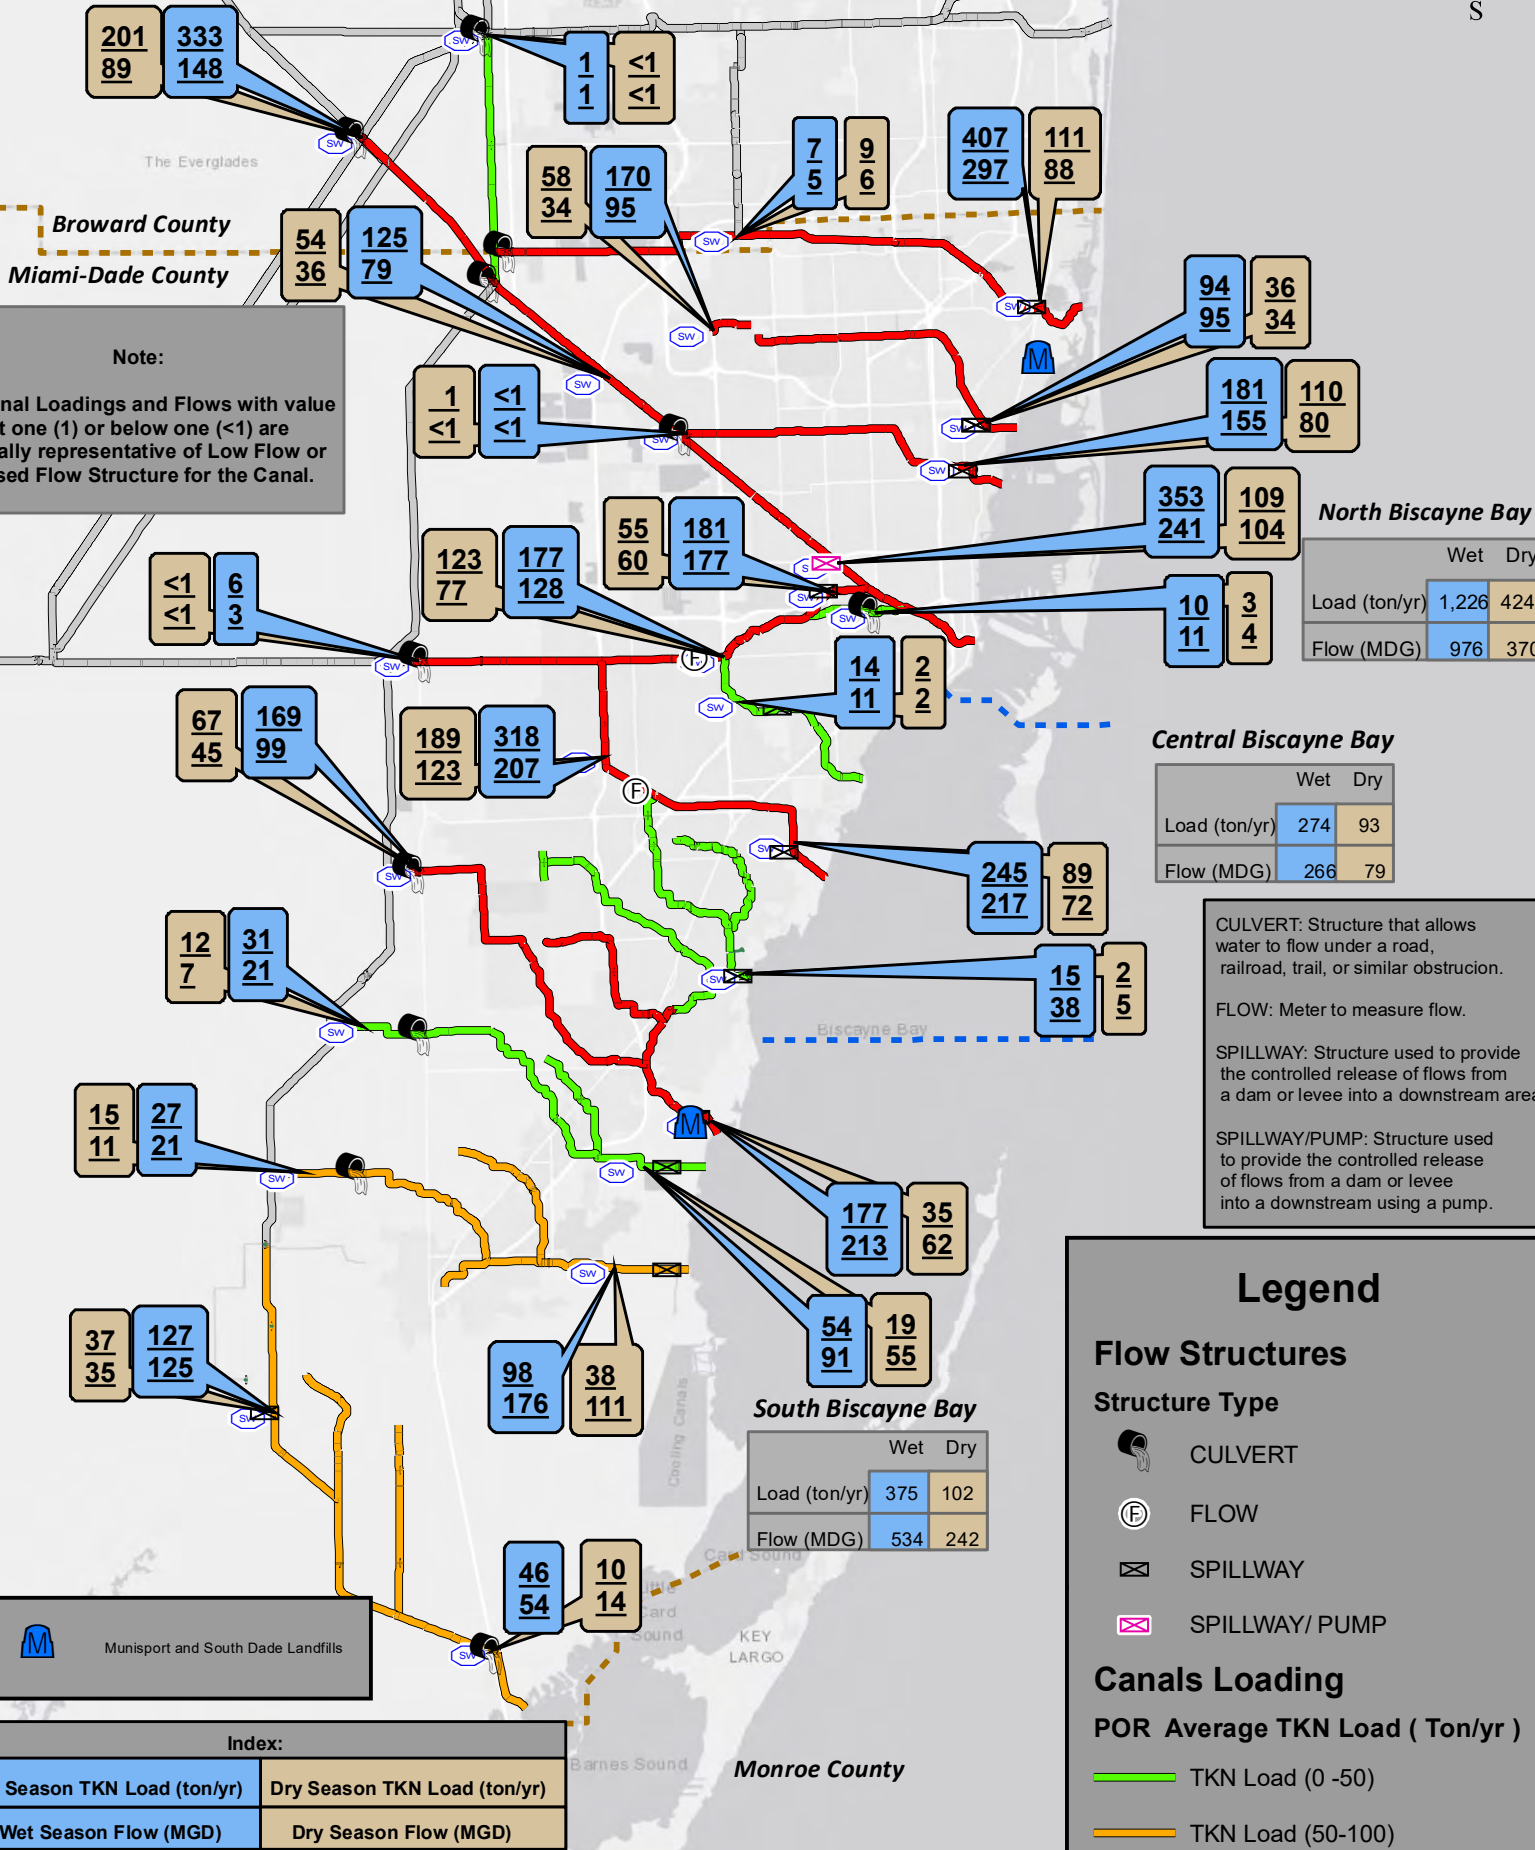 S
201
89
333
148
1
1
<1
<1
The Everglades
58
34
170
95
7
5
9
6
407
297
111
88
Broward County
Miami-Dade County
54
36
125
79
94
95
36
34
Note:
nal Loadings and Flows with value
t one (1) or below one (<1) are
ally representative of Low Flow or
sed Flow Structure for the Canal.
1
<1
<1
<1
181
155
110
80
353
241
109
104
North Biscayne Bay
Wet Dry
Load (ton/yr) 1,226 424
Flow (MDG) 976 370
55
60
181
177
123
77
177
128
<1
<1
6
3
10
11
3
4
14
11
2
2
67
45
169
99
189
123
318
207
Central Biscayne Bay
Wet Dry
Load (ton/yr) 274 93
Flow (MDG) 266 79
245
217
89
72
12
7
31
21
15
38
2
5
Biscayne Bay
CULVERT: Structure that allows
water to flow under a road,
railroad, trail, or similar obstrucion.
FLOW: Meter to measure flow.
SPILLWAY: Structure used to provide
the controlled release of flows from
a dam or levee into a downstream area
SPILLWAY/PUMP: Structure used
to provide the controlled release
of flows from a dam or levee
into a downstream using a pump.
15
11
27
21
177
213
35
62
54
91
19
55
37
35
127
125
98
176
38
111
Cooling Canals
South Biscayne Bay
Wet Dry
Load (ton/yr) 375 102
Flow (MDG) 534 242
Card Sound
46
54
10
14
Little
Card
Sound
KEY
LARGO
Barnes Sound
Monroe County
M
Munisport and South Dade Landfills
Index:
Season TKN Load (ton/yr) Dry Season TKN Load (ton/yr)
Wet Season Flow (MGD) Dry Season Flow (MGD)
Legend
Flow Structures
Structure Type
CULVERT
F FLOW
SPILLWAY
SPILLWAY/ PUMP
Canals Loading
POR Average TKN Load ( Ton/yr )
TKN Load (0 -50)
TKN Load (50-100)